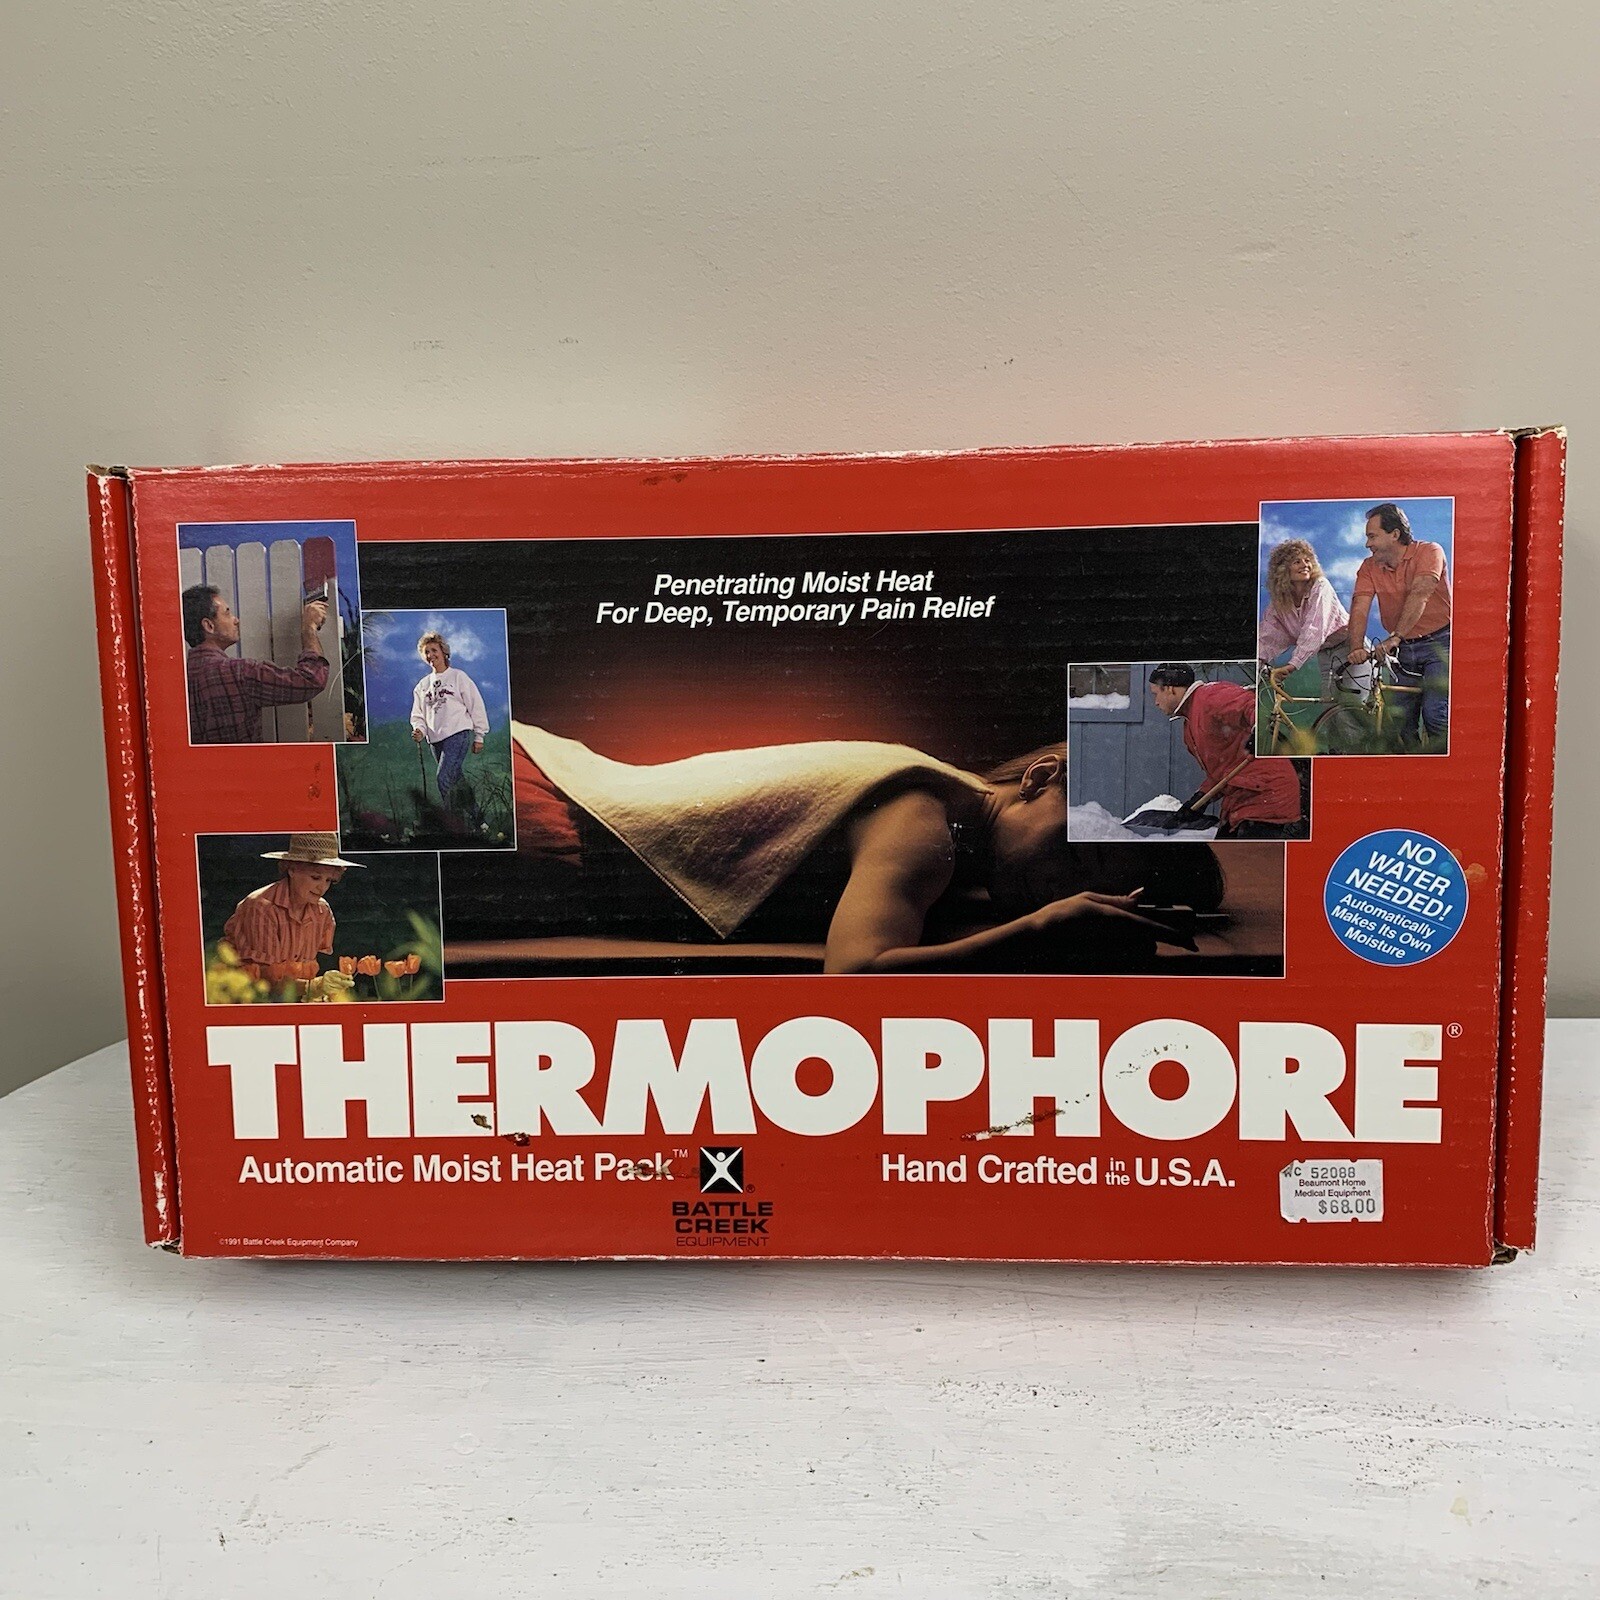 Penetrating Moist Heat
For Deep, Temporary Pain Relief
NO
WATER
NEEDED!
Automatically
Makes Its Own
Moisture
THERMOPHORE®
Automatic Moist Heat Pack™
Hand Crafted in the U.S.A.
BATTLE
CREEK®
EQUIPMENT
WC 52088
Beaumont Home
Medical Equipment
$68.00
©1991 Battle Creek Equipment Company